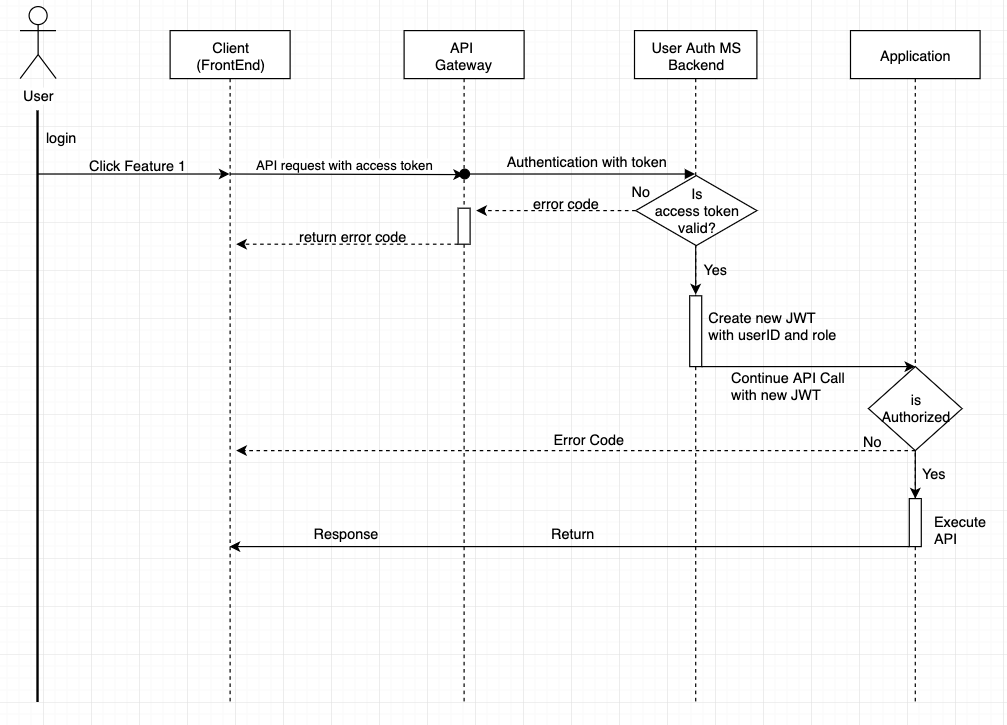 Client
(FrontEnd)
API
Gateway
User Auth MS
Backend
Application
User
login
Click Feature 1
API request with access token
Authentication with token
No
Is
access token
valid?
error code
return error code
Yes
Create new JWT
with userID and role
Continue API Call
with new JWT
is
Authorized
Error Code
No
Yes
Execute
API
Response
Return